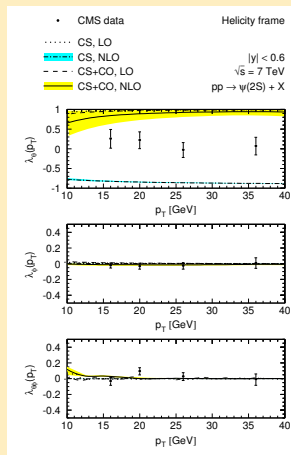 CMS data
Helicity frame
CS, LO
CS, NLO
|y| < 0.6
CS+CO, LO
√s = 7 TeV
CS+CO, NLO
pp → ψ(2S) + X
λθ(pT)
1
0.5
0
-0.5
-1
10 15 20 25 30 35 40
pT [GeV]
λφ(pT)
0.4
0.2
0
-0.2
-0.4
10 15 20 25 30 35 40
pT [GeV]
λθφ(pT)
0.4
0.2
0
-0.2
-0.4
10 15 20 25 30 35 40
pT [GeV]